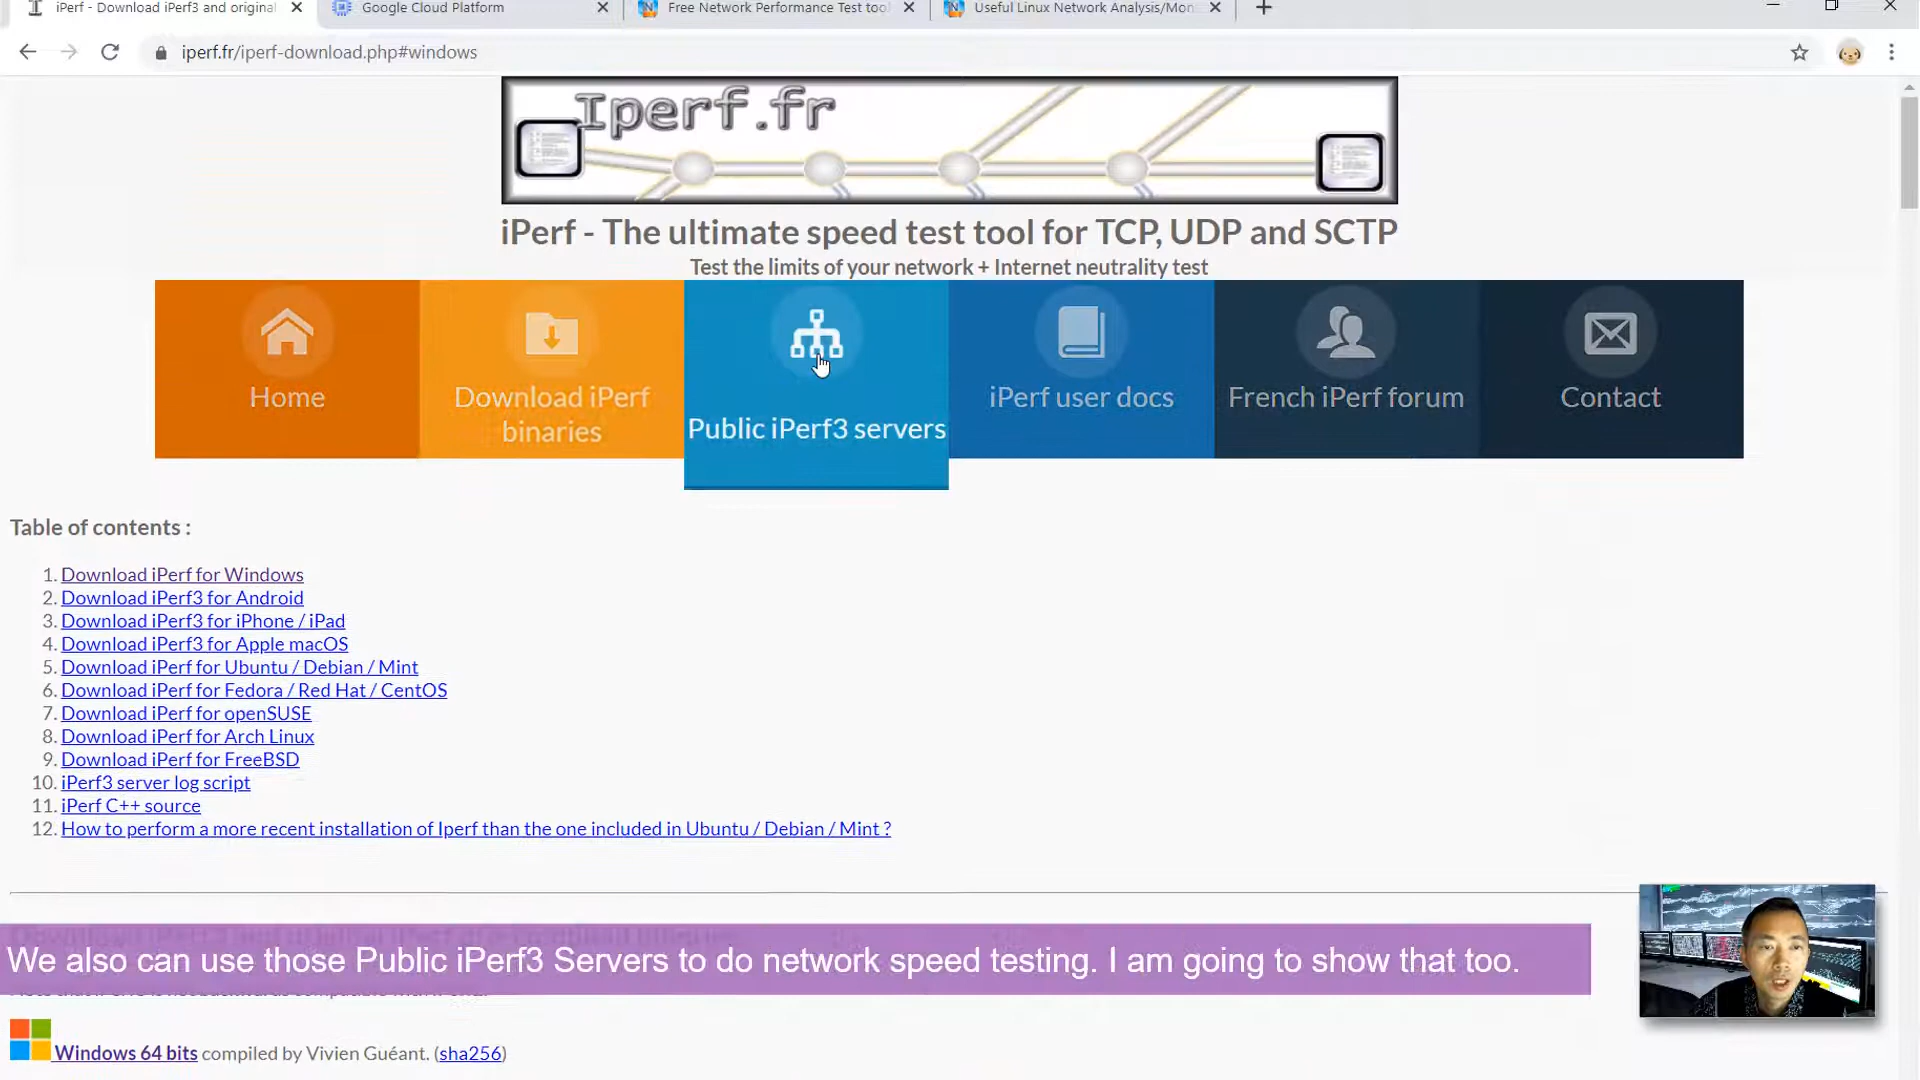 iPerf - Download iPerf3 and original
Google Cloud Platform
Free Network Performance Test tool
Useful Linux Network Analysis/Mon
iperf.fr/iperf-download.php#windows
Iperf.fr
iPerf - The ultimate speed test tool for TCP, UDP and SCTP
Test the limits of your network + Internet neutrality test
Home
Download iPerf binaries
Public iPerf3 servers
iPerf user docs
French iPerf forum
Contact
Table of contents :
1. Download iPerf for Windows
2. Download iPerf3 for Android
3. Download iPerf3 for iPhone / iPad
4. Download iPerf3 for Apple macOS
5. Download iPerf for Ubuntu / Debian / Mint
6. Download iPerf for Fedora / Red Hat / CentOS
7. Download iPerf for openSUSE
8. Download iPerf for Arch Linux
9. Download iPerf for FreeBSD
10. iPerf3 server log script
11. iPerf C++ source
12. How to perform a more recent installation of Iperf than the one included in Ubuntu / Debian / Mint ?
We also can use those Public iPerf3 Servers to do network speed testing. I am going to show that too.
Windows 64 bits compiled by Vivien Guéant. (sha256)